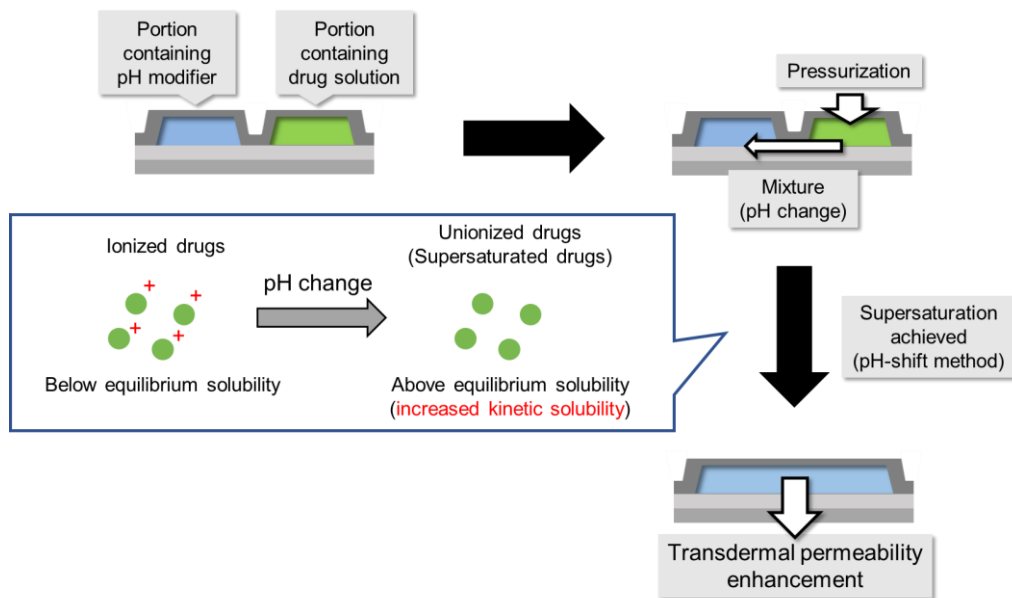 Portion
containing
pH modifier
Portion
containing
drug solution
Pressurization
Mixture
(pH change)
Ionized drugs
Unionized drugs
(Supersaturated drugs)
+
+
+
+
pH change
Below equilibrium solubility
Above equilibrium solubility
(increased kinetic solubility)
Supersaturation
achieved
(pH-shift method)
Transdermal permeability
enhancement